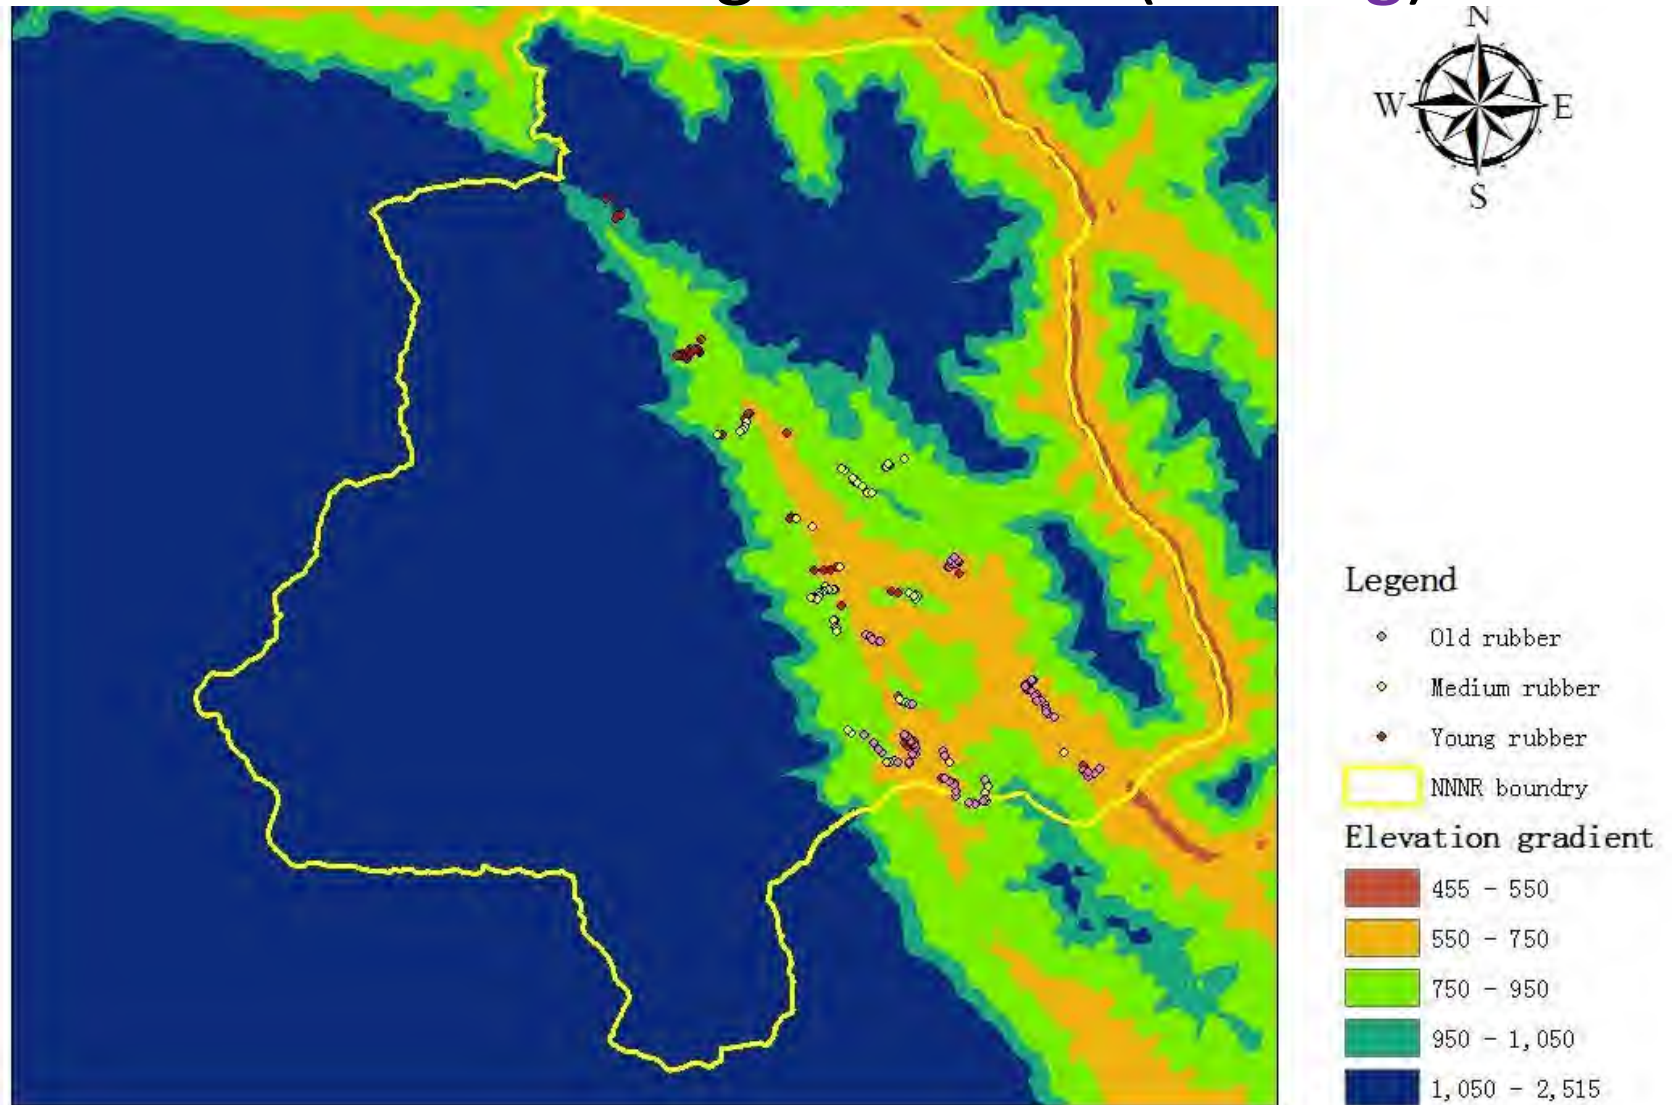 N
W E
S
Legend
Old rubber
Medium rubber
Young rubber
NNNR boundry
Elevation gradient
455 - 550
550 - 750
750 - 950
950 - 1,050
1,050 - 2,515